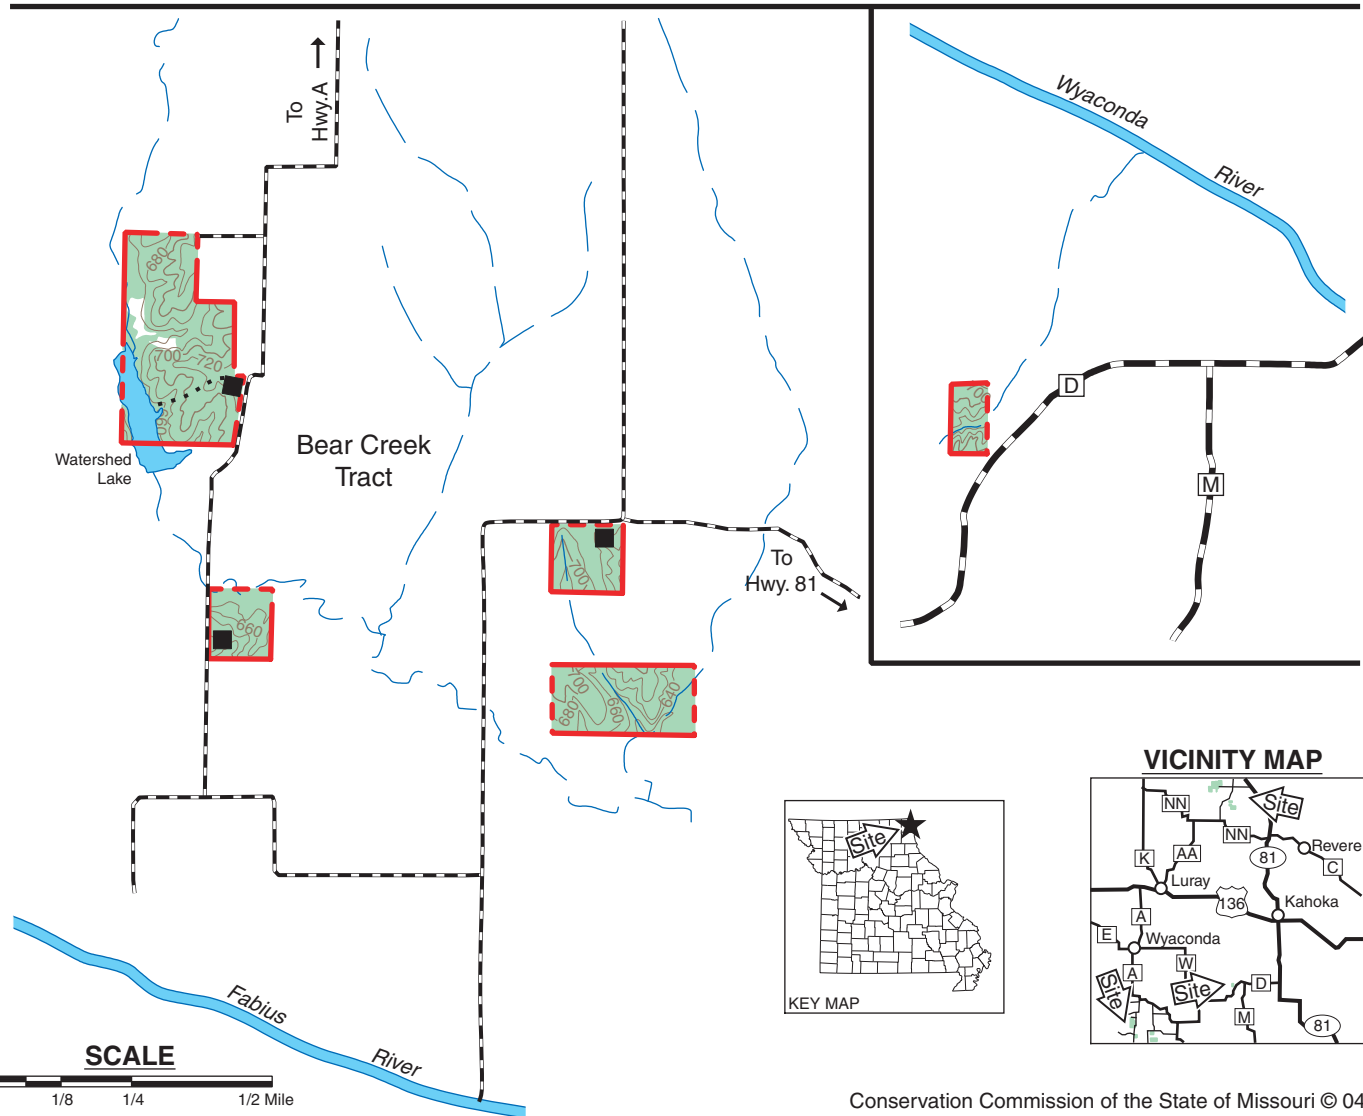 To
Hwy.A
Wyaconda
River
680
700
720
660
D
M
Watershed
Lake
Bear Creek
Tract
To
Hwy. 81
700
660
700
680
660
640
VICINITY MAP
NN
Site
NN
Revere
K
AA
81
C
Luray
136
Kahoka
A
E
Wyaconda
A
W
Site
Site
D
M
81
Site
KEY MAP
Fabius
River
SCALE
1/8
1/4
1/2 Mile
Conservation Commission of the State of Missouri © 04